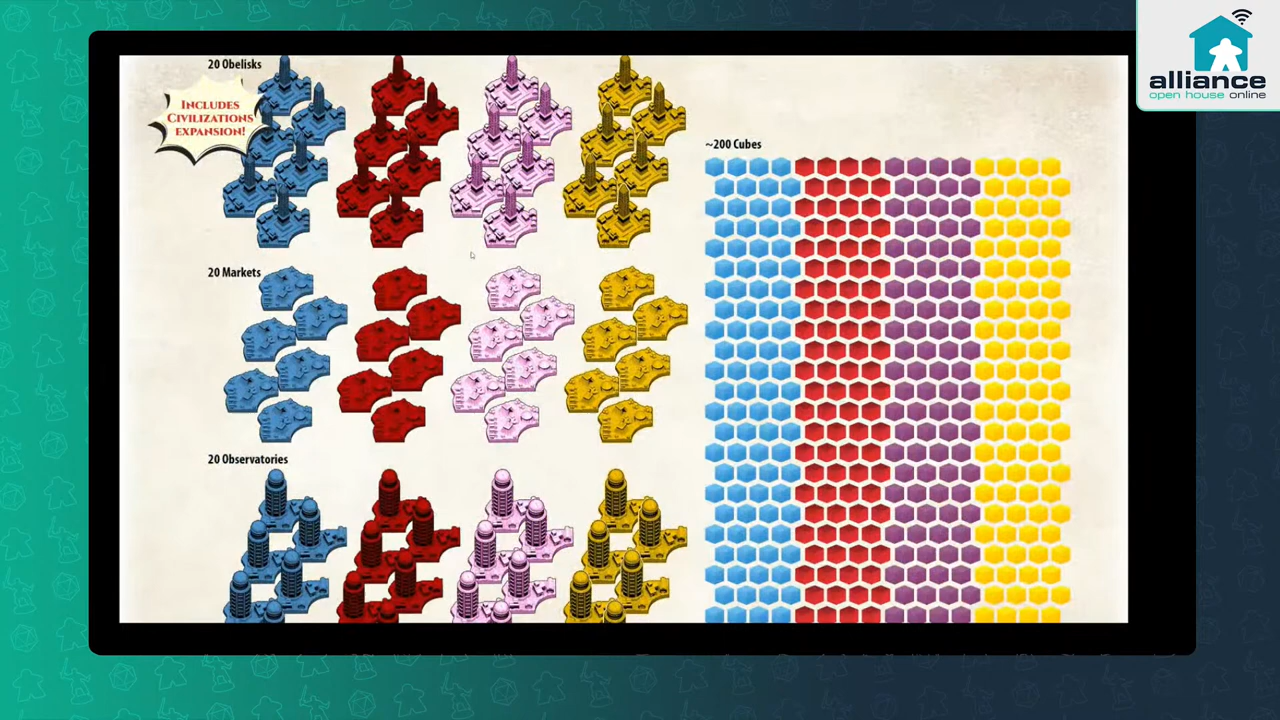 20 Obelisks
INCLUDES
CIVILIZATIONS
EXPANSION!
~200 Cubes
20 Markets
20 Observatories
alliance
open house online